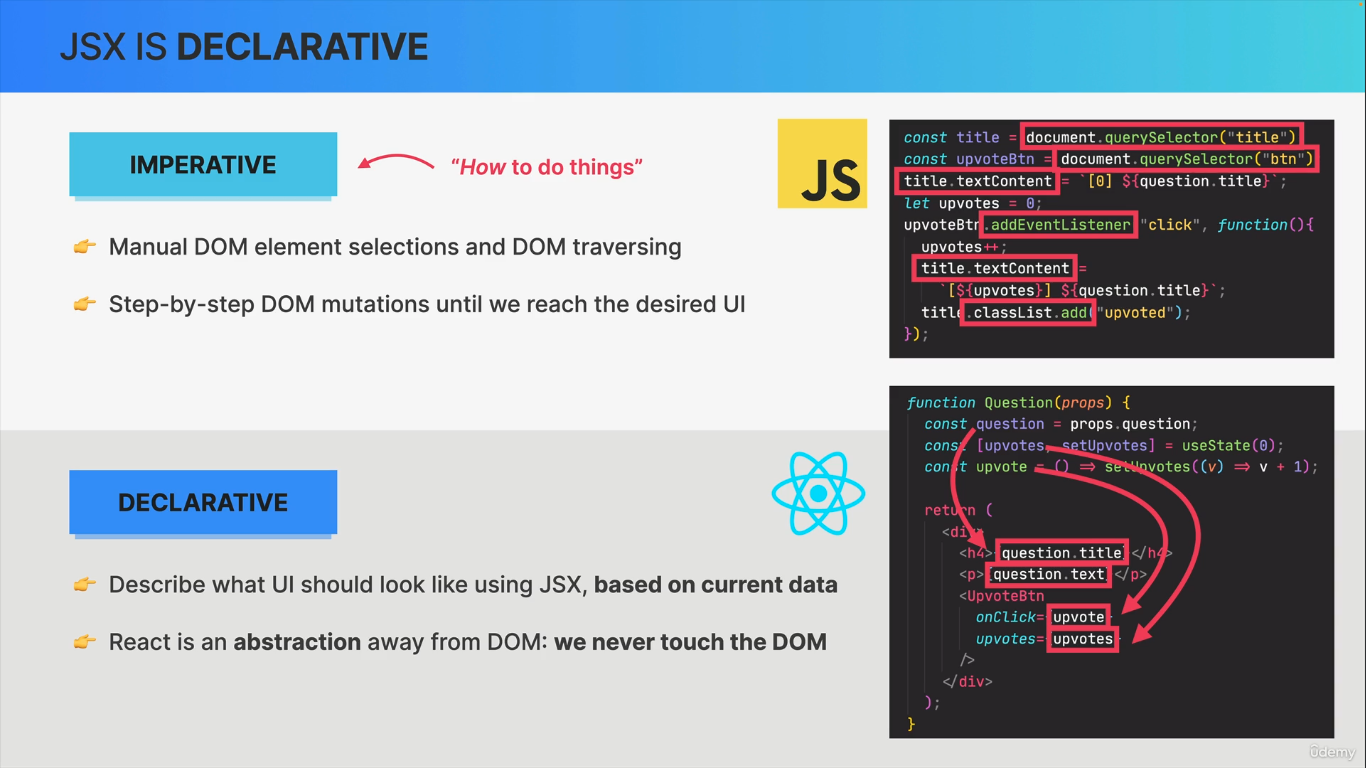 JSX IS DECLARATIVE
IMPERATIVE
“How to do things”
👉 Manual DOM element selections and DOM traversing
👉 Step-by-step DOM mutations until we reach the desired UI
JS
const title = document.querySelector("title")
const upvoteBtn = document.querySelector("btn")
title.textContent = `[0] ${question.title}`;
let upvotes = 0;
upvoteBtn.addEventListener "click", function(){
upvotes++;
title.textContent =
`[${upvotes}] ${question.title}`;
title.classList.add("upvoted");
});
DECLARATIVE
👉 Describe what UI should look like using JSX, based on current data
👉 React is an abstraction away from DOM: we never touch the DOM
function Question(props) {
const question = props.question;
const [upvotes, setUpvotes] = useState(0);
const upvote = () => setUpvotes((v) => v + 1);
return (
<div>
<h4>{question.title}</h4>
<p>{question.text}</p>
<UpvoteBtn
onClick={upvote}
upvotes={upvotes}
/>
</div>
);
}
ûdemy